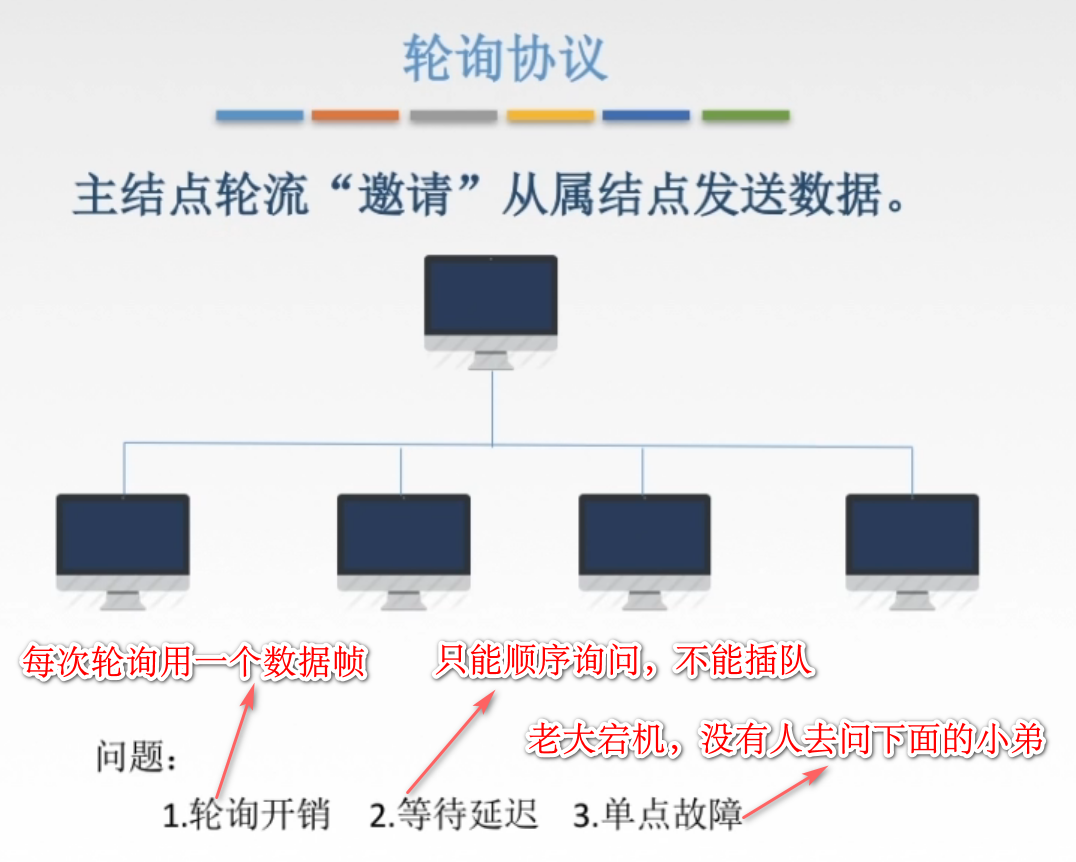 轮询协议
主结点轮流“邀请”从属结点发送数据。
每次轮询用一个数据帧
只能顺序询问，不能插队
老大宕机，没有人去问下面的小弟
问题：
1.轮询开销 2.等待延迟 3.单点故障